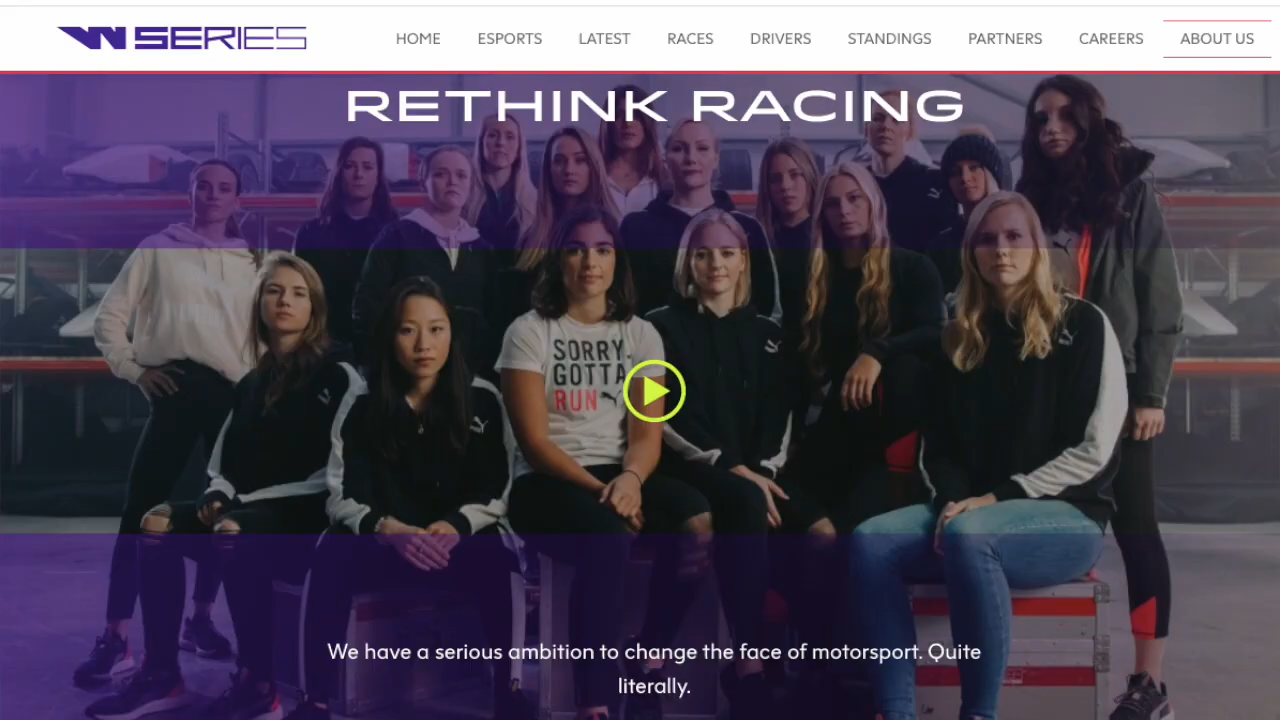 W SERIES
HOME ESPORTS LATEST RACES DRIVERS STANDINGS PARTNERS CAREERS ABOUT US
RETHINK RACING
SORRY.
GOTTA
RUN
We have a serious ambition to change the face of motorsport. Quite
literally.